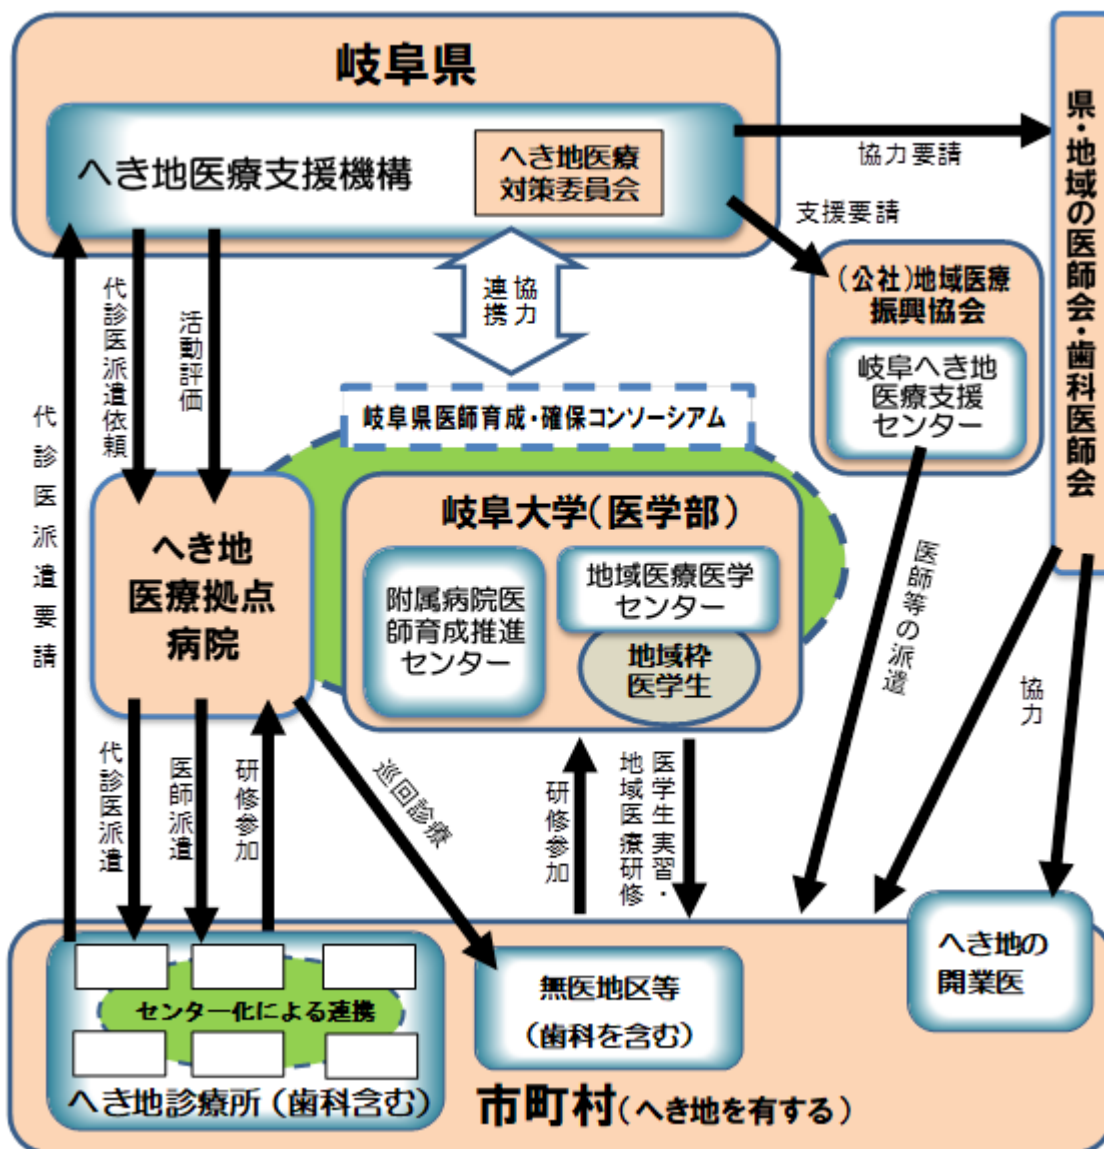 岐阜県
へき地医療支援機構
へき地医療
対策委員会
協力要請
支援要請
県・地域の医師会・歯科医師会
(公社)地域医療
振興協会
岐阜へき地
医療支援
センター
代診医派遣要請
代診医派遣依頼
活動評価
連携
協力
岐阜県医師育成・確保コンソーシアム
へき地
医療拠点
病院
岐阜大学(医学部)
附属病院医
師育成推進
センター
地域医療医学
センター
地域枠
医学生
医師等の派遣
協力
代診医派遣
医師派遣
研修参加
巡回診療
研修参加
医学生実習・
地域医療研修
センター化による連携
へき地診療所(歯科含む)
無医地区等
(歯科を含む)
へき地の
開業医
市町村(へき地を有する)